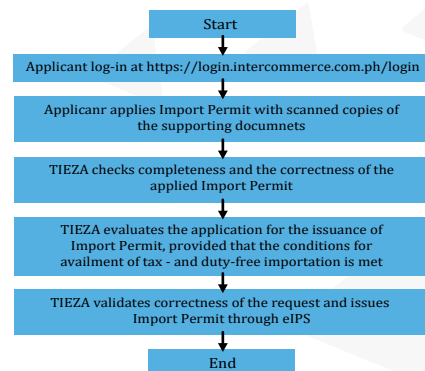 Start
Applicant log-in at https://login.intercommerce.com.ph/login
Applicanr applies Import Permit with scanned copies of
the supporting documnets
TIEZA checks completeness and the correctness of the
applied Import Permit
TIEZA evaluates the application for the issuance of
Import Permit, provided that the conditions for
availment of tax - and duty-free importation is met
TIEZA validates correctness of the request and issues
Import Permit through eIPS
End